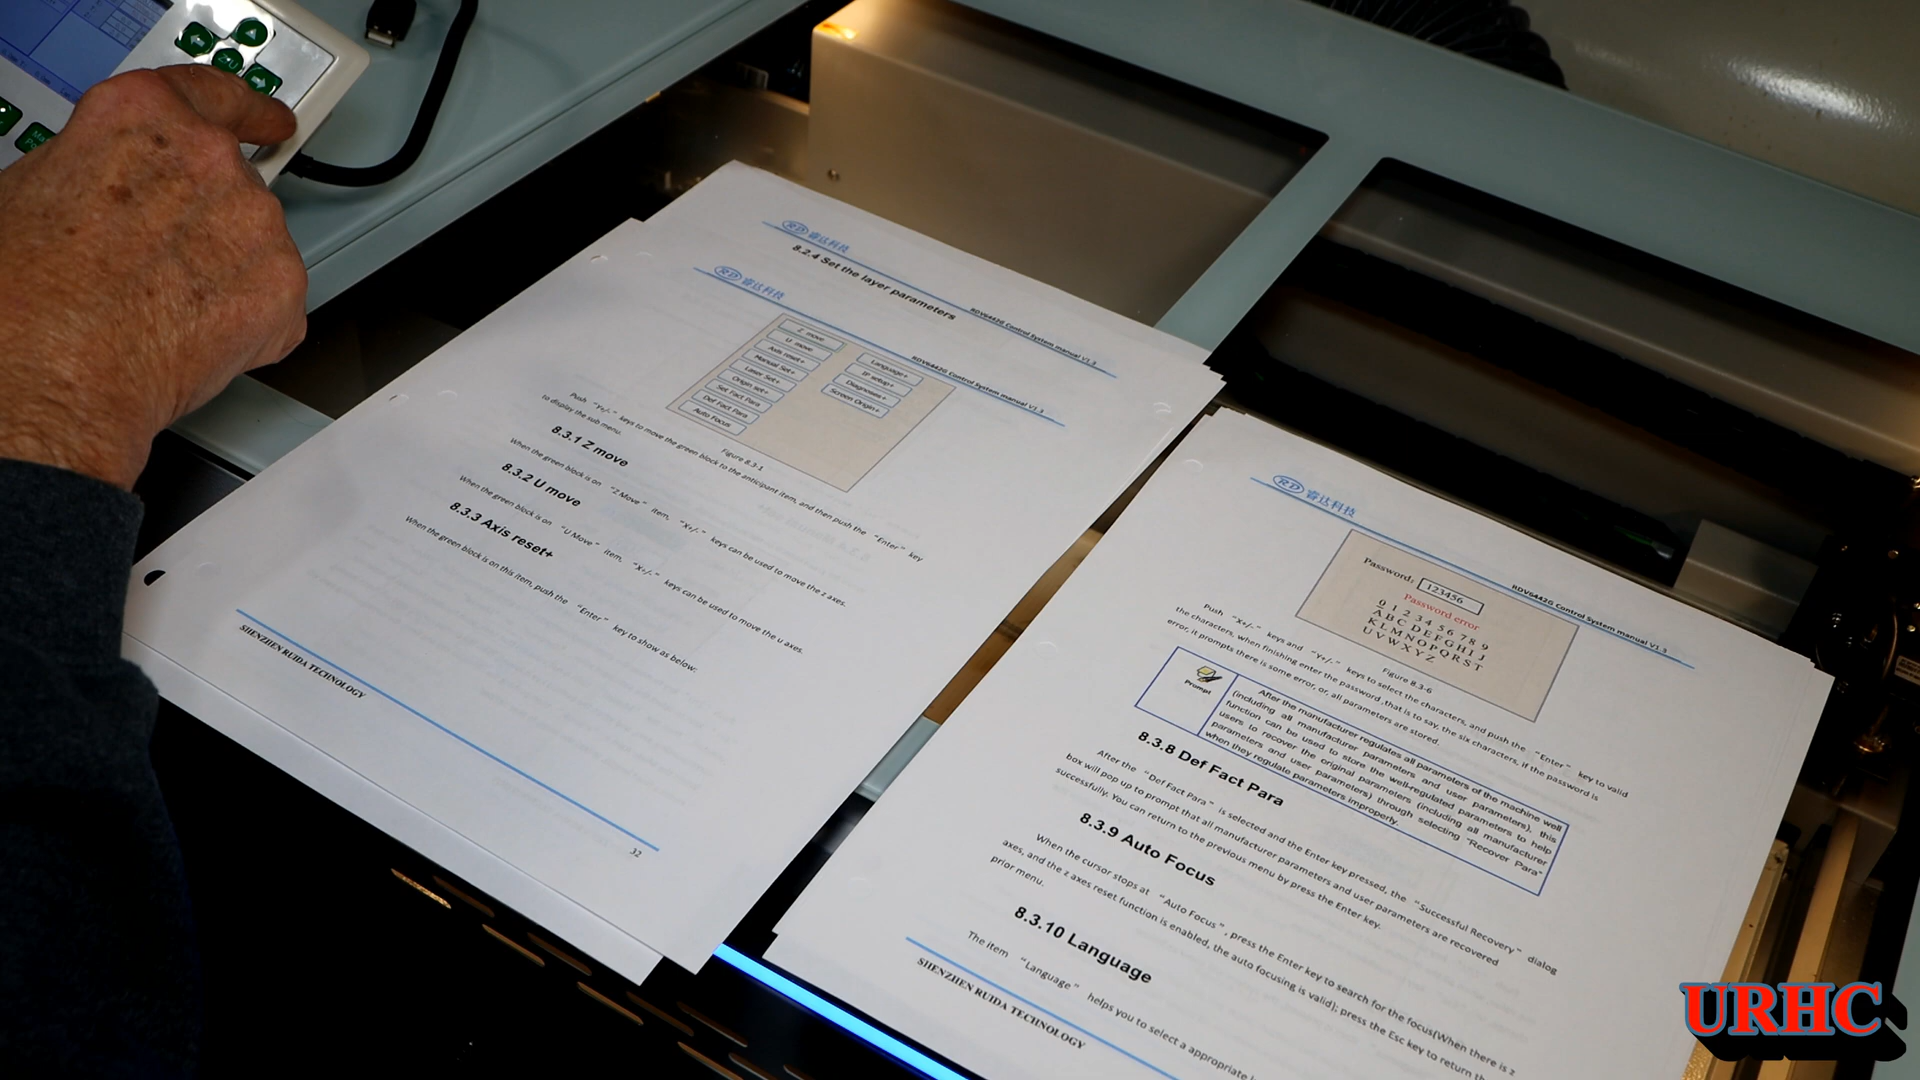 RD 睿达科技
8.2.4 Set the layer parameters
RDV6442G Control System manual V1.3
RD 睿达科技
RDV6442G Control System manual V1.3
Z move
U move
Axis reset+
Manual Set+
Laser Set+
Origin set+
Set Fact Para
Def Fact Para
Auto Focus
Language+
IP setup+
Diagnoses+
Screen Origin+
Figure 8.3-1
Push “Y+/-” keys to move the green block to the anticipant item, and then push the “Enter” key
to display the sub menu.
8.3.1 Z move
When the green block is on “Z Move” item, “X+/-” keys can be used to move the z axes.
8.3.2 U move
When the green block is on “U Move” item, “X+/-” keys can be used to move the u axes.
8.3.3 Axis reset+
When the green block is on this item, push the “Enter” key to show as below:
SHENZHEN RUIDA TECHNOLOGY
32
RD 睿达科技
RDV6442G Control System manual V1.3
Password: 123456
Password error
0 1 2 3 4 5 6 7 8 9
A B C D E F G H I J
K L M N O P Q R S T
U V W X Y Z
Figure 8.3-6
Push “X+/-” keys and “Y+/-” keys to select the characters, and push the “Enter” key to valid
the characters, when finishing enter the password ,that is to say, the six characters, if the password is
error, it prompts there is some error, or, all parameters are stored.
Prompt
After the manufacturer regulates all parameters of the machine well
(including all manufacturer parameters and user parameters), this
function can be used to store the well-regulated parameters to help
users to recover the original parameters (including all manufacturer
parameters and user parameters) through selecting “Recover Para”
when they regulate parameters improperly.
8.3.8 Def Fact Para
After the “Def Fact Para” is selected and the Enter key pressed, the “Successful Recovery” dialog
box will pop up to prompt that all manufacturer parameters and user parameters are recovered
successfully. You can return to the previous menu by press the Enter key.
8.3.9 Auto Focus
When the cursor stops at “Auto Focus”, press the Enter key to search for the focus(When there is z
axes, and the z axes reset function is enabled, the auto focusing is valid); press the Esc key to return the
prior menu.
8.3.10 Language
The item “Language” helps you to select a appropriate
SHENZHEN RUIDA TECHNOLOGY
URHC